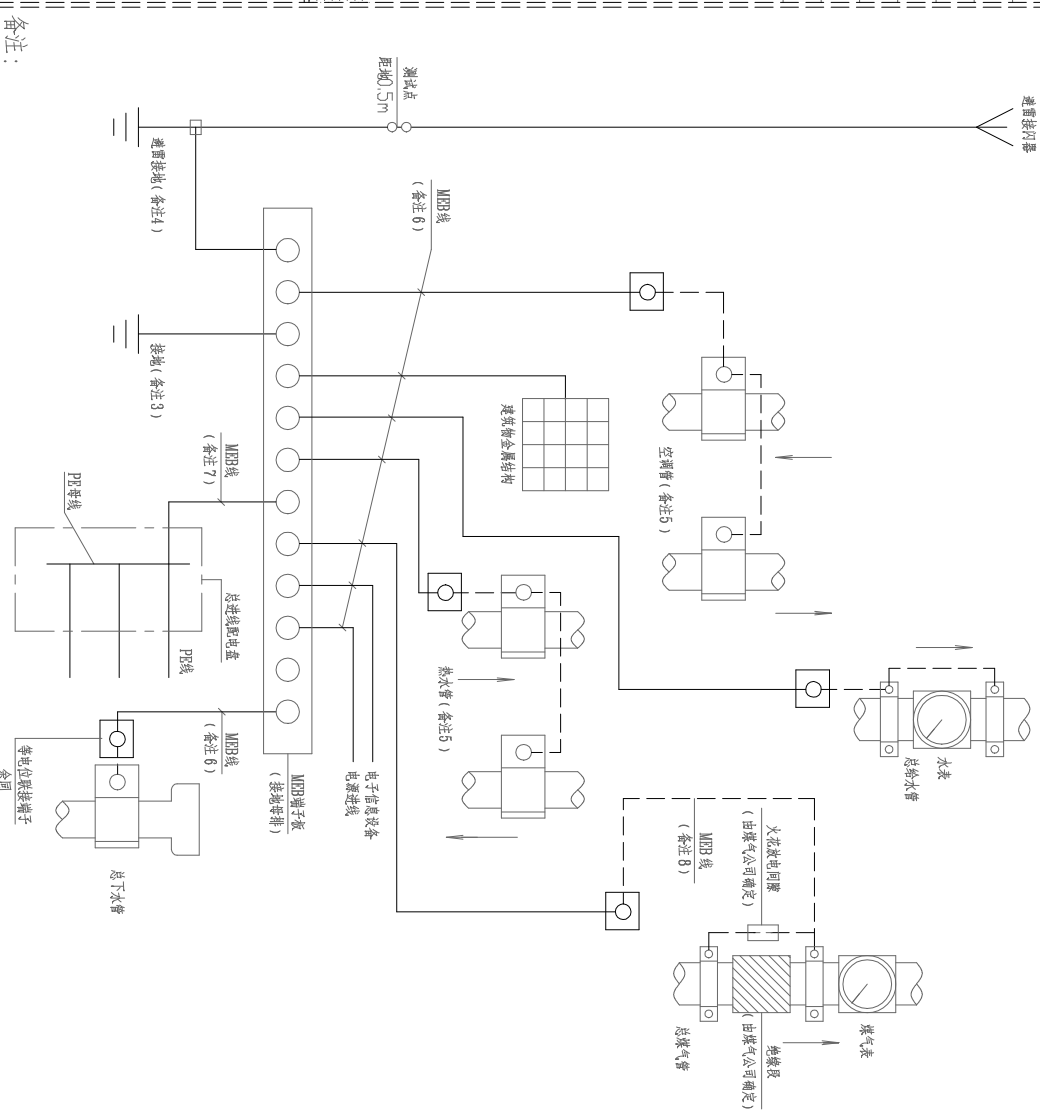 避雷接闪器
测试点
距地0.5m
避雷接地(备注4)
MEB线
(备注6)
接地(备注3)
建筑物金属结构
空调管(备注5)
MEB线
(备注7)
PE母线
总进线配电盘
PE线
热水管(备注5)
水表
总给水管
MEB线
(备注6)
MEB端子板
(接地母排)
电子信息设备
电源进线
等电位联接端子
余同
总下水管
MEB线
(备注8)
火花放电间隙
(由煤气公司确定)
煤气表
绝缘段
(由煤气公司确定)
总煤气管
备注: